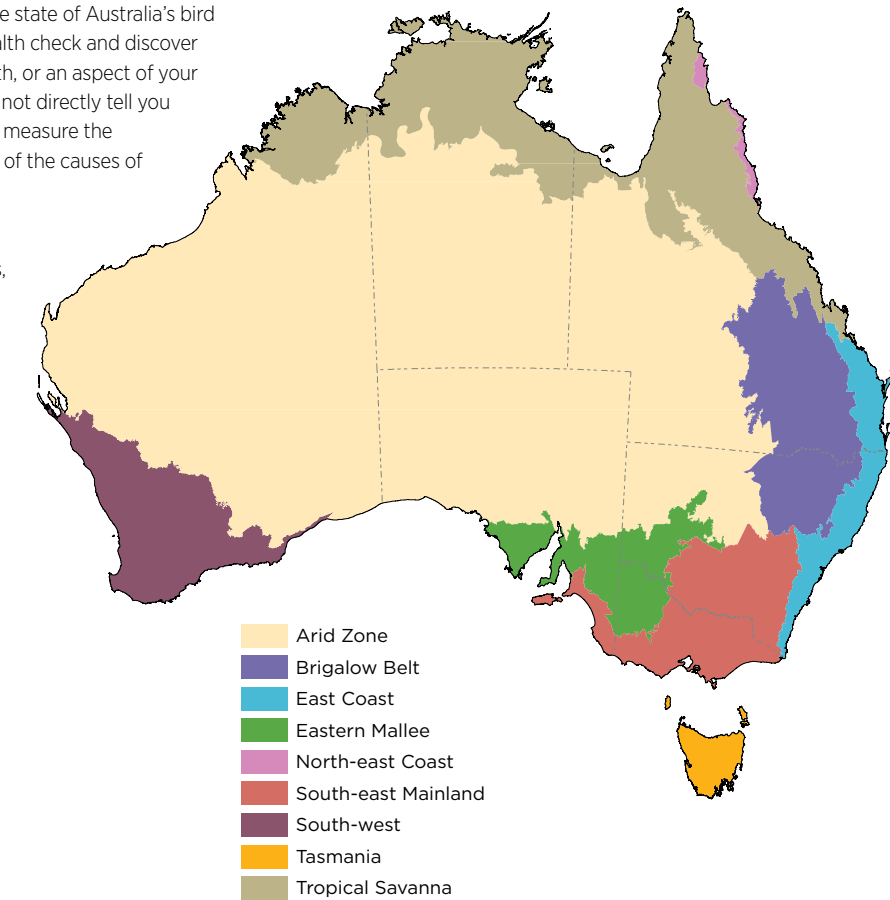 e state of Australia's bird
alth check and discover
th, or an aspect of your
not directly tell you
measure the
of the causes of
s,
Arid Zone
Brigalow Belt
East Coast
Eastern Mallee
North-east Coast
South-east Mainland
South-west
Tasmania
Tropical Savanna